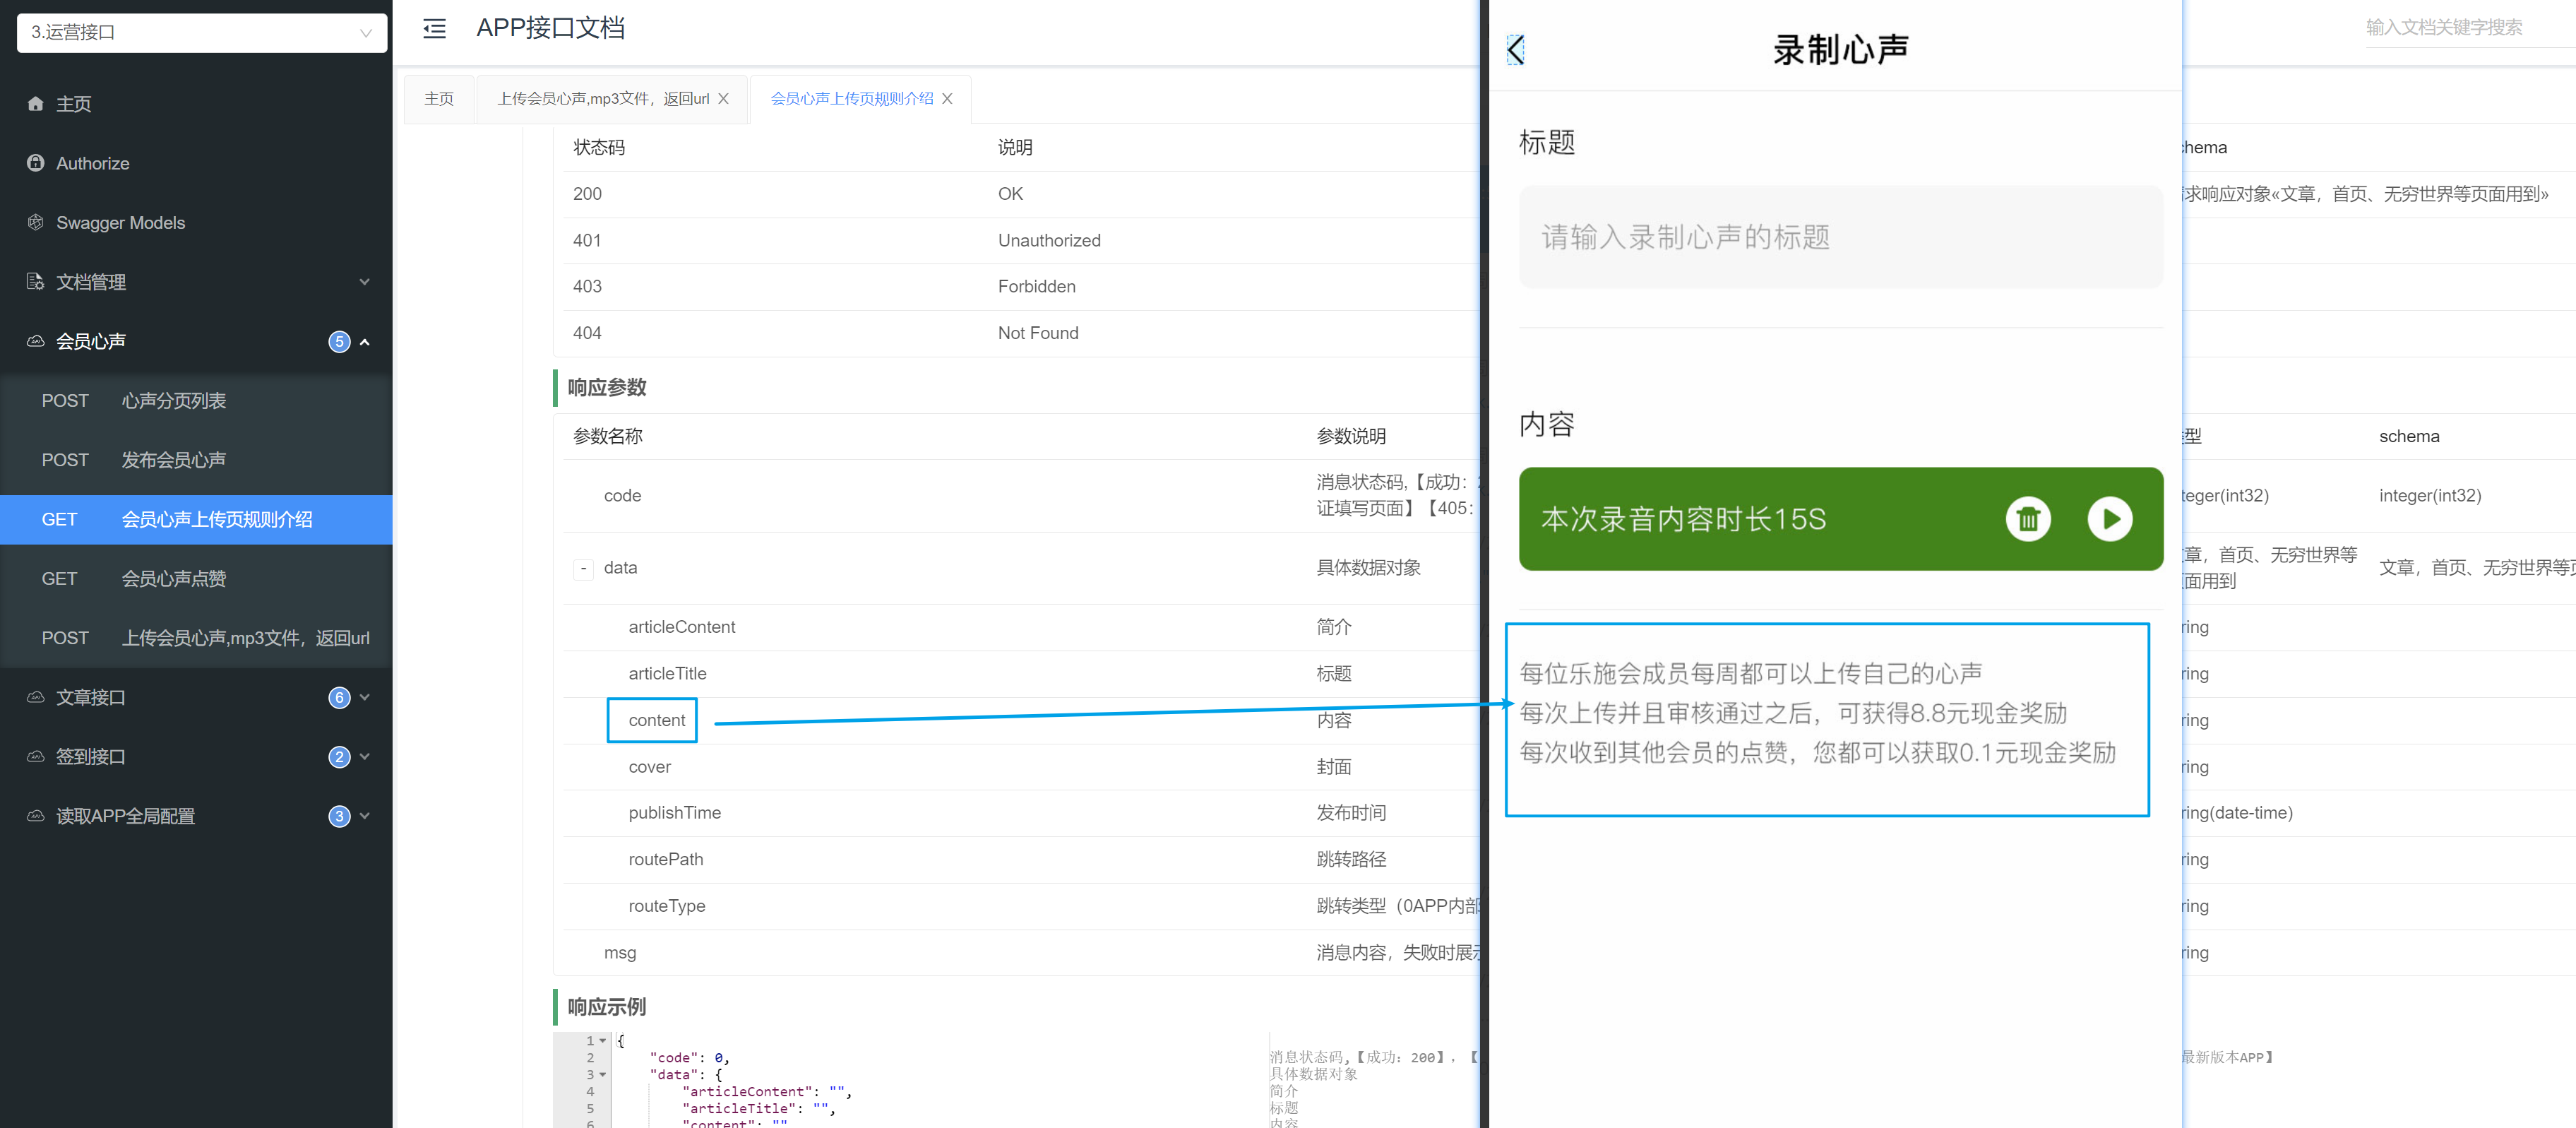 3.运营接口
主页
Authorize
Swagger Models
文档管理
会员心声
5
POST 心声分页列表
POST 发布会员心声
GET 会员心声上传页规则介绍
GET 会员心声点赞
POST 上传会员心声,mp3文件，返回url
文章接口
6
签到接口
2
读取APP全局配置
3
APP接口文档
输入文档关键字搜索
主页
上传会员心声,mp3文件，返回url
会员心声上传页规则介绍
状态码 说明
200 OK
求响应对象«文章，首页、无穷世界等页面用到»
401 Unauthorized
403 Forbidden
404 Not Found
响应参数
参数名称 参数说明 型 schema
code 消息状态码,【成功：
证填写页面】【405：
teger(int32) integer(int32)
- data 具体数据对象
章，首页、无穷世界等
面用到
文章，首页、无穷世界等
articleContent 简介 ring
articleTitle 标题 ring
content 内容 ring
cover 封面 ring
publishTime 发布时间 ring(date-time)
routePath 跳转路径 ring
routeType 跳转类型（0APP内部 ring
msg 消息内容，失败时展 ring
响应示例
1 {
2 "code": 0, 消息状态码,【成功：200】，【
最新版本APP】
3 "data": { 具体数据对象
4 "articleContent": "", 简介
5 "articleTitle": "", 标题
6 "content": "" 内容
录制心声
标题
请输入录制心声的标题
内容
本次录音内容时长15S
每位乐施会成员每周都可以上传自己的心声
每次上传并且审核通过之后，可获得8.8元现金奖励
每次收到其他会员的点赞，您都可以获取0.1元现金奖励